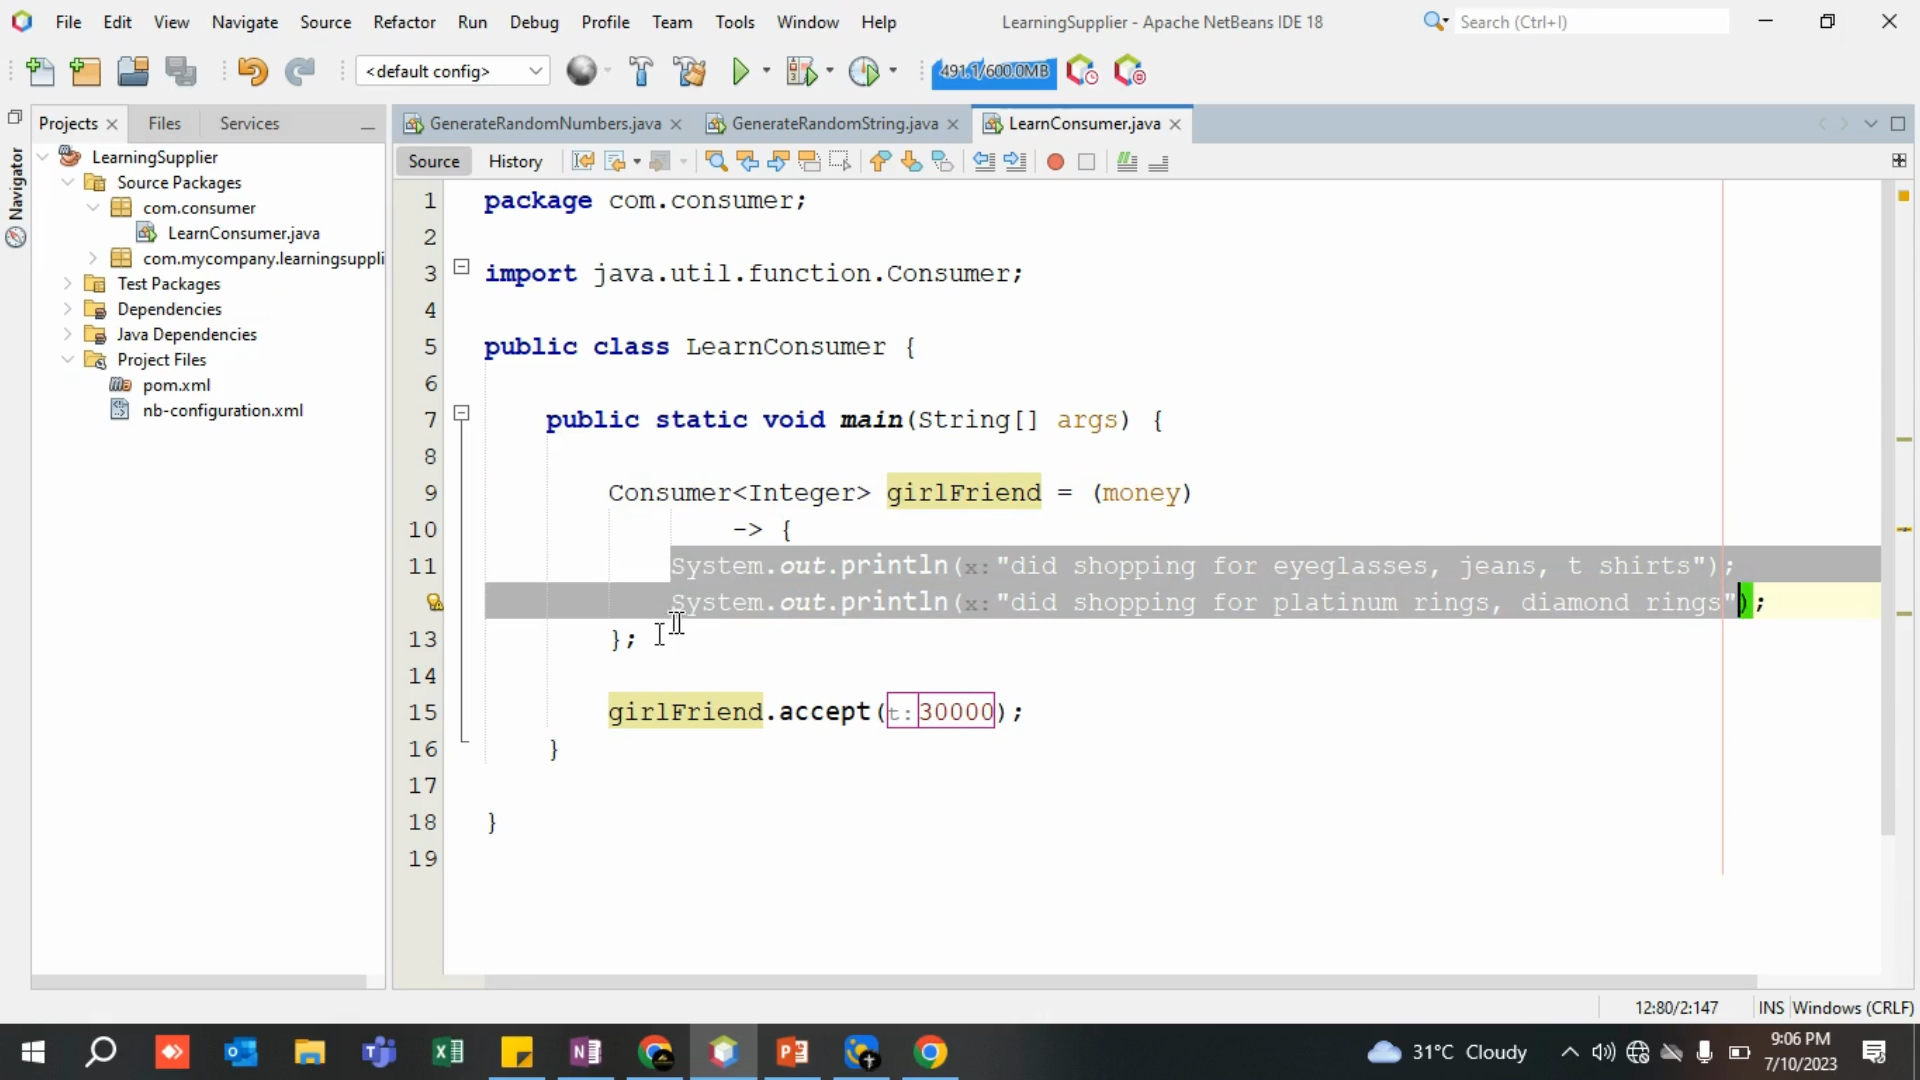 File Edit View Navigate Source Refactor Run Debug Profile Team Tools Window Help LearningSupplier - Apache NetBeans IDE 18 Search (Ctrl+I)
<default config> 491.1/600.0MB
Projects Files Services GenerateRandomNumbers.java GenerateRandomString.java LearnConsumer.java
Navigator
Source History
LearningSupplier
Source Packages
com.consumer
LearnConsumer.java
com.mycompany.learningsuppli
Test Packages
Dependencies
Java Dependencies
Project Files
pom.xml
nb-configuration.xml
1 package com.consumer;
2
3 import java.util.function.Consumer;
4
5 public class LearnConsumer {
6
7 public static void main(String[] args) {
8
9 Consumer<Integer> girlFriend = (money)
10 -> {
11 System.out.println(x:"did shopping for eyeglasses, jeans, t shirts");
System.out.println(x:"did shopping for platinum rings, diamond rings");
13 };
14
15 girlFriend.accept(t:30000);
16 }
17
18 }
19
12:80/2:147 INS Windows (CRLF)
31°C Cloudy 9:06 PM
7/10/2023